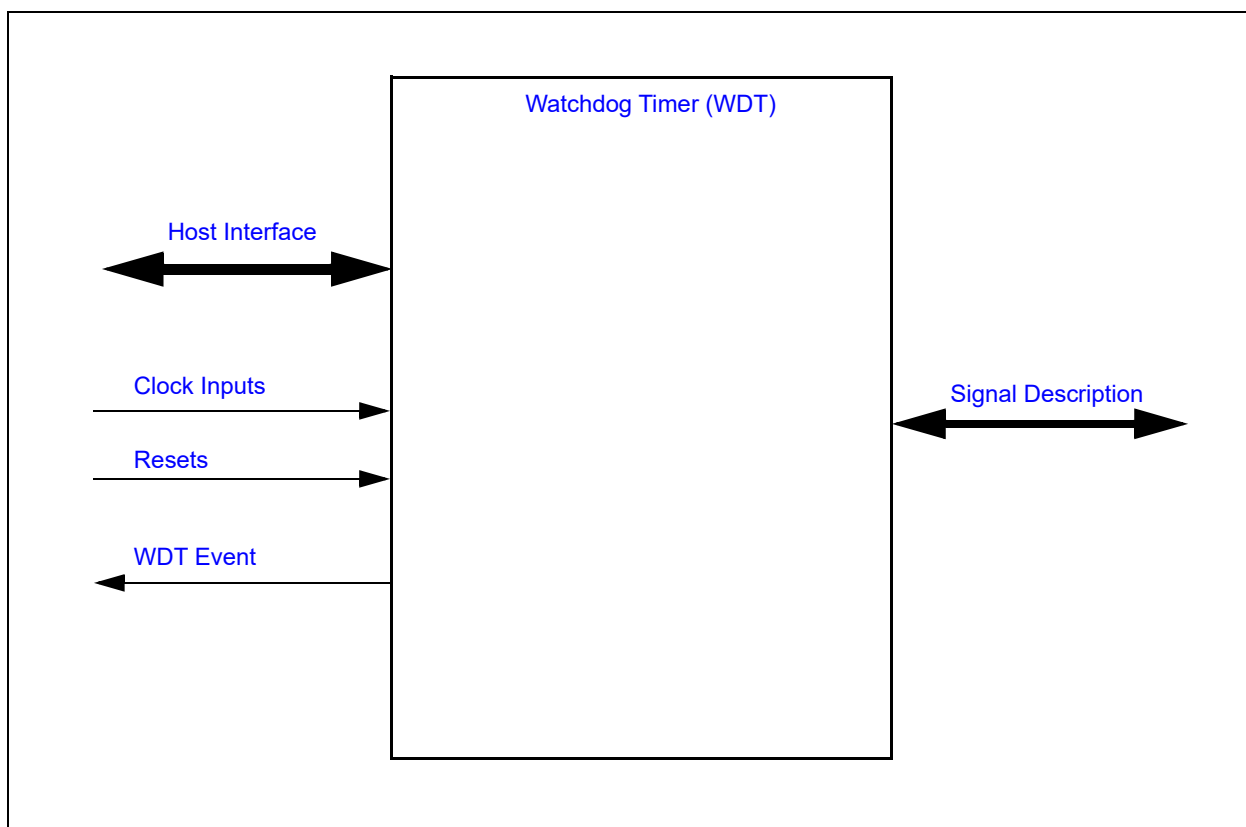 Watchdog Timer (WDT)
Host Interface
Clock Inputs
Signal Description
Resets
WDT Event